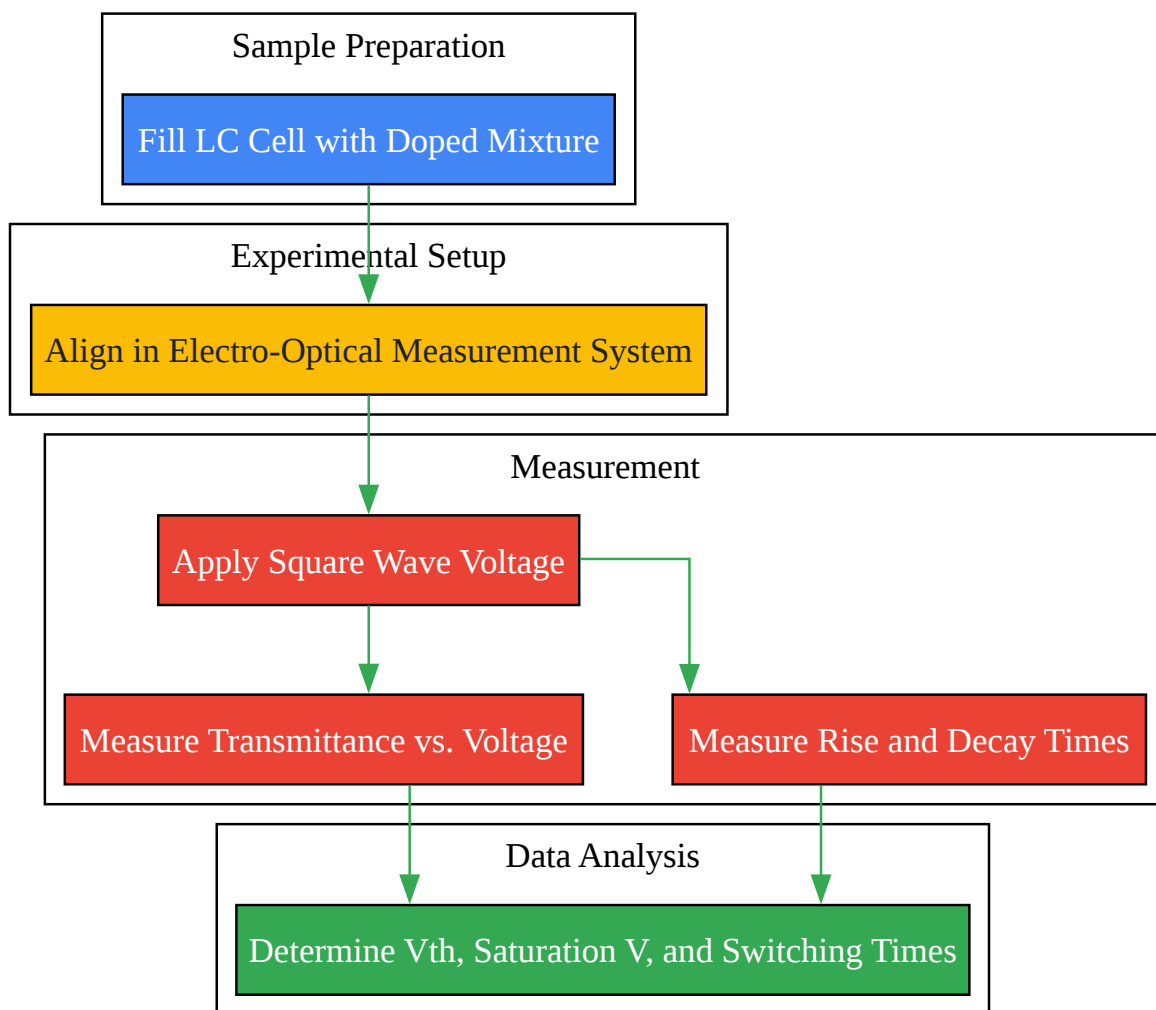 Sample Preparation
Fill LC Cell with Doped Mixture
Experimental Setup
Align in Electro-Optical Measurement System
Measurement
Apply Square Wave Voltage
Measure Transmittance vs. Voltage
Measure Rise and Decay Times
Data Analysis
Determine Vth, Saturation V, and Switching Times